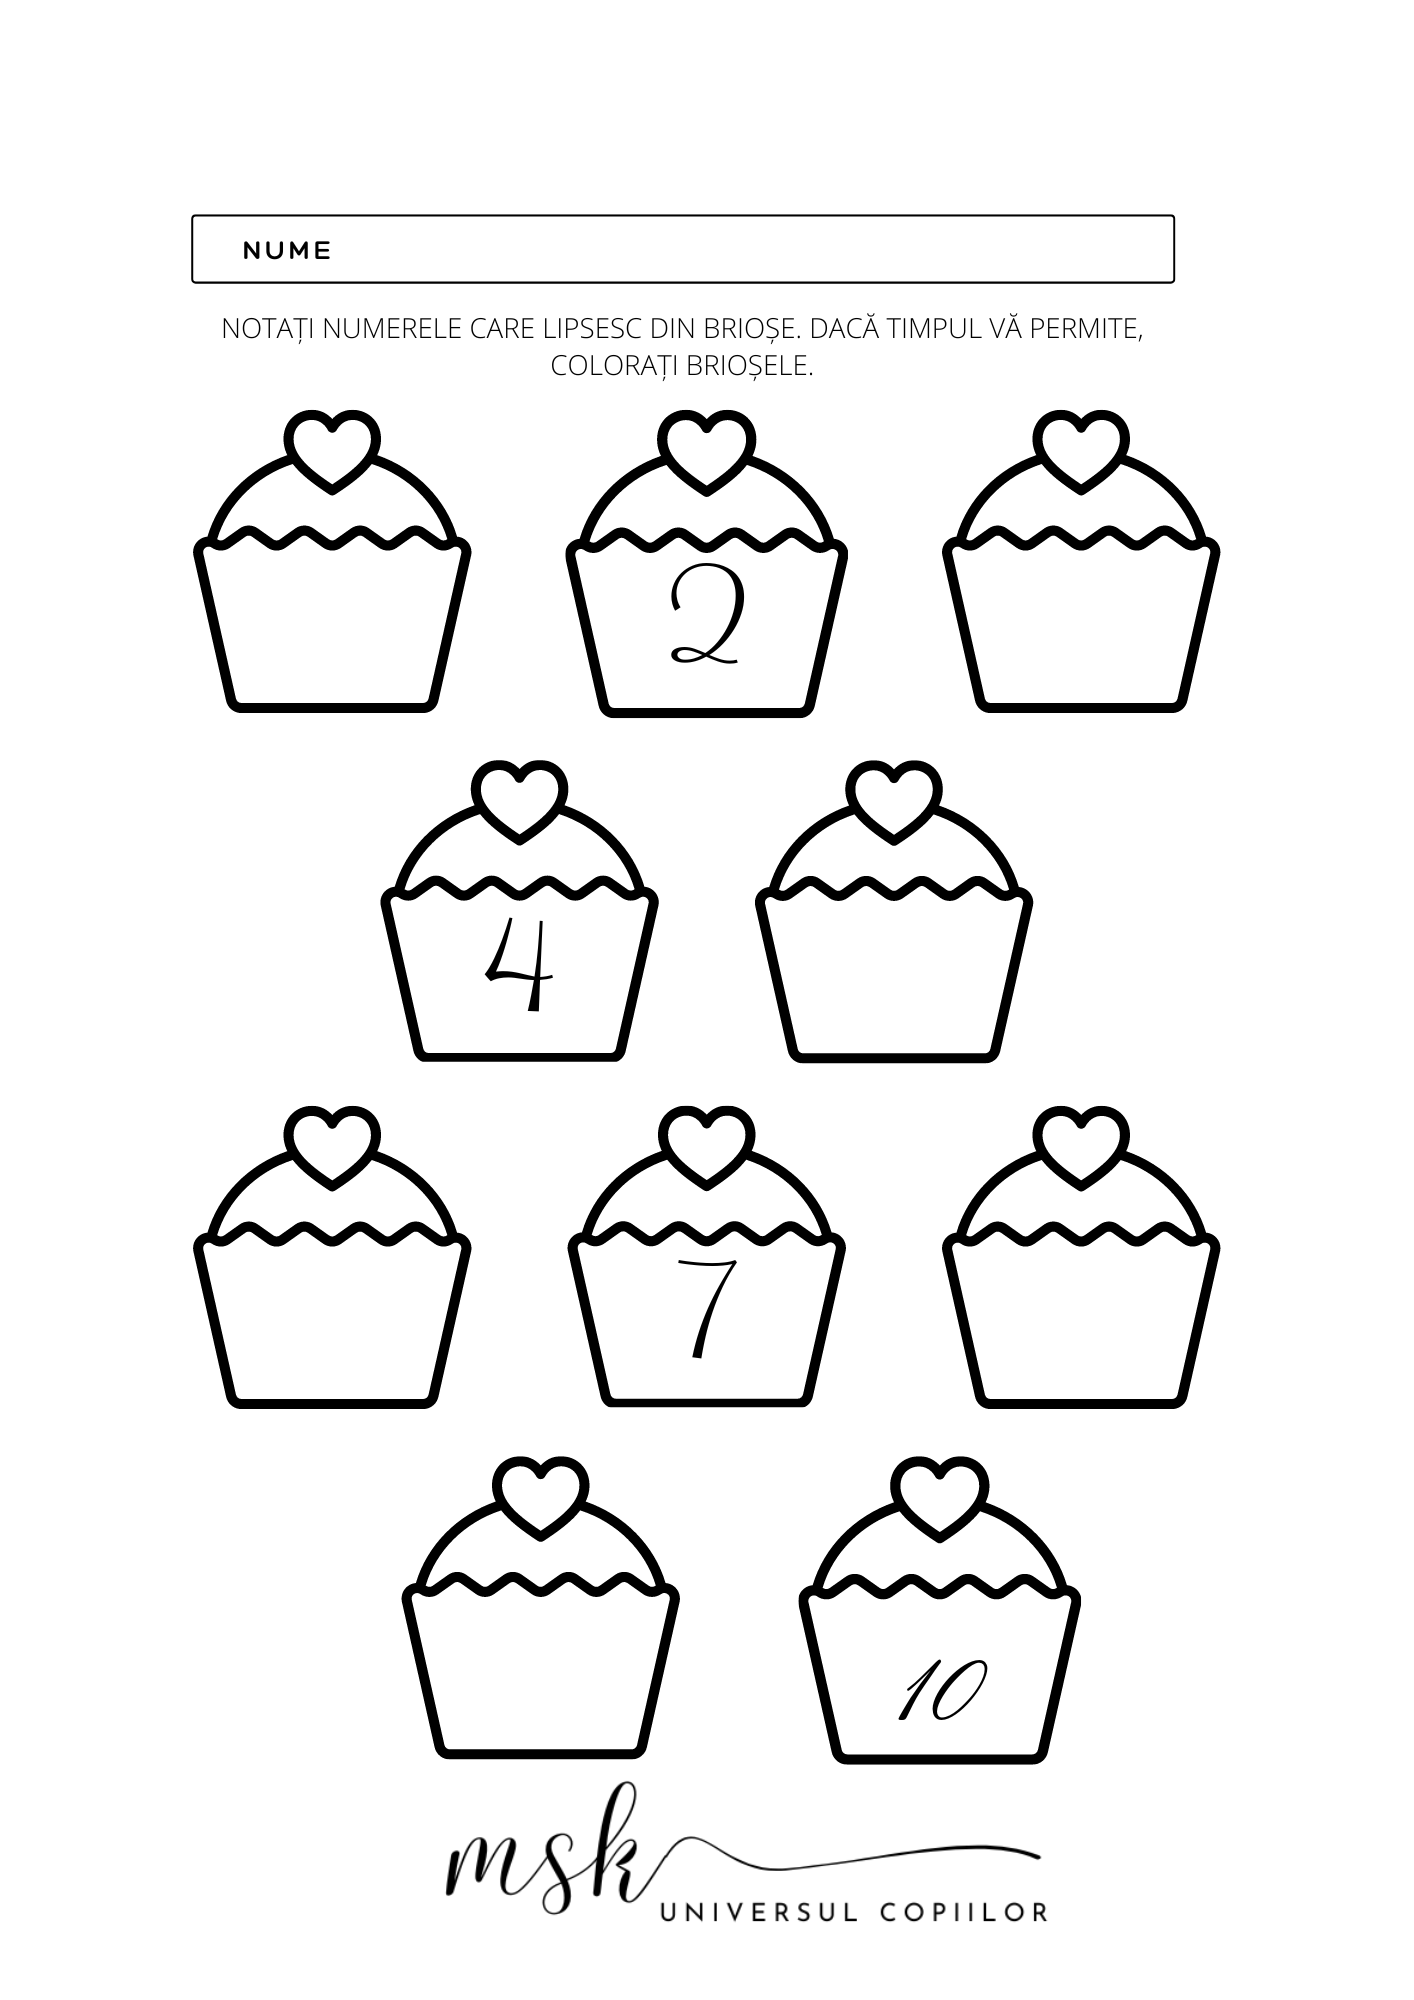 NUME
NOTAȚI NUMERELE CARE LIPSESC DIN BRIOȘE. DACĂ TIMPUL VĂ PERMITE,
COLORAȚI BRIOȘELE.
2
4
7
10
msk
UNIVERSUL COPIILOR